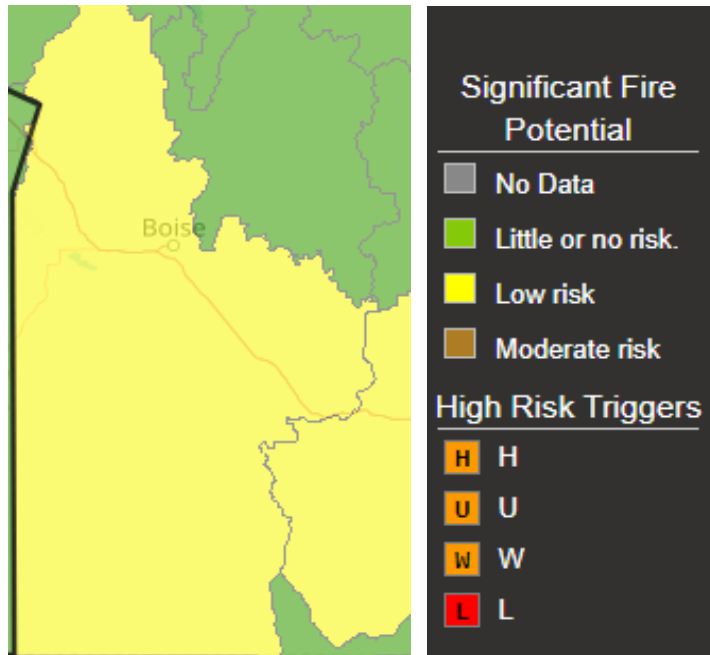 Boise
Significant Fire
Potential
No Data
Little or no risk.
Low risk
Moderate risk
High Risk Triggers
H H
U U
W W
L L